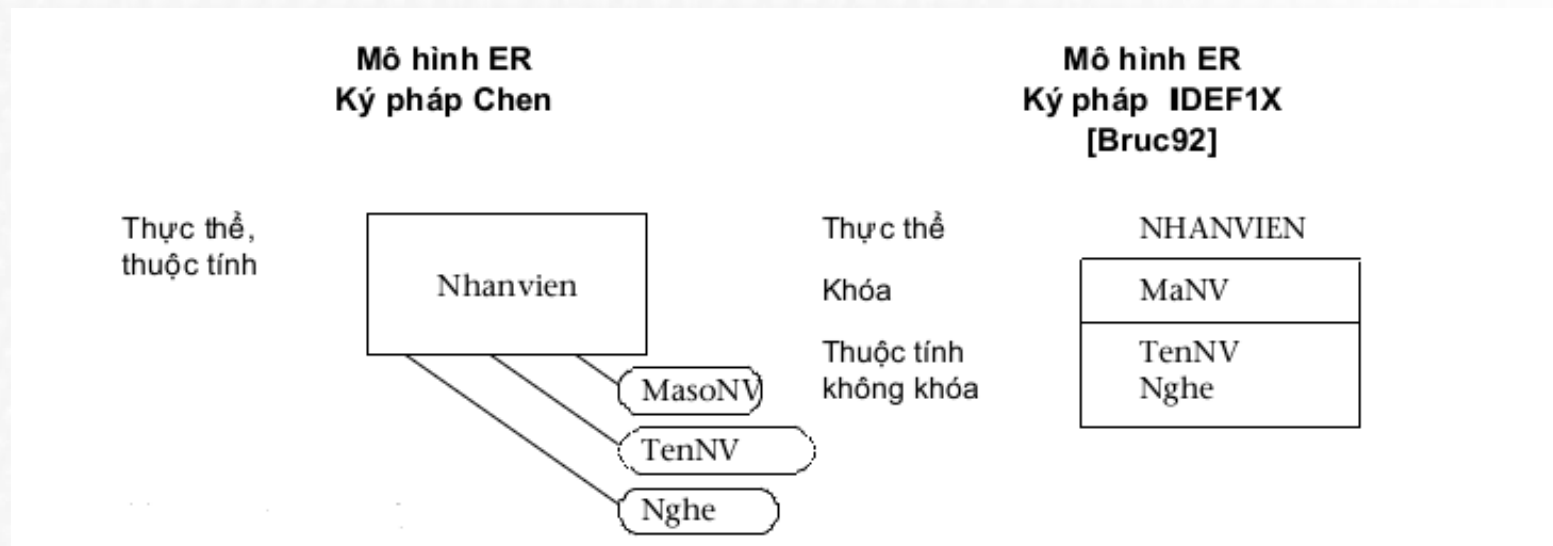 Mô hình ER
Ký pháp Chen
Thực thể,
thuộc tính
Nhanvien
MasoNV
TenNV
Nghe
Mô hình ER
Ký pháp IDEF1X
[Bruc92]
Thực thể
NHANVIEN
Khóa
MaNV
Thuộc tính
không khóa
TenNV
Nghe